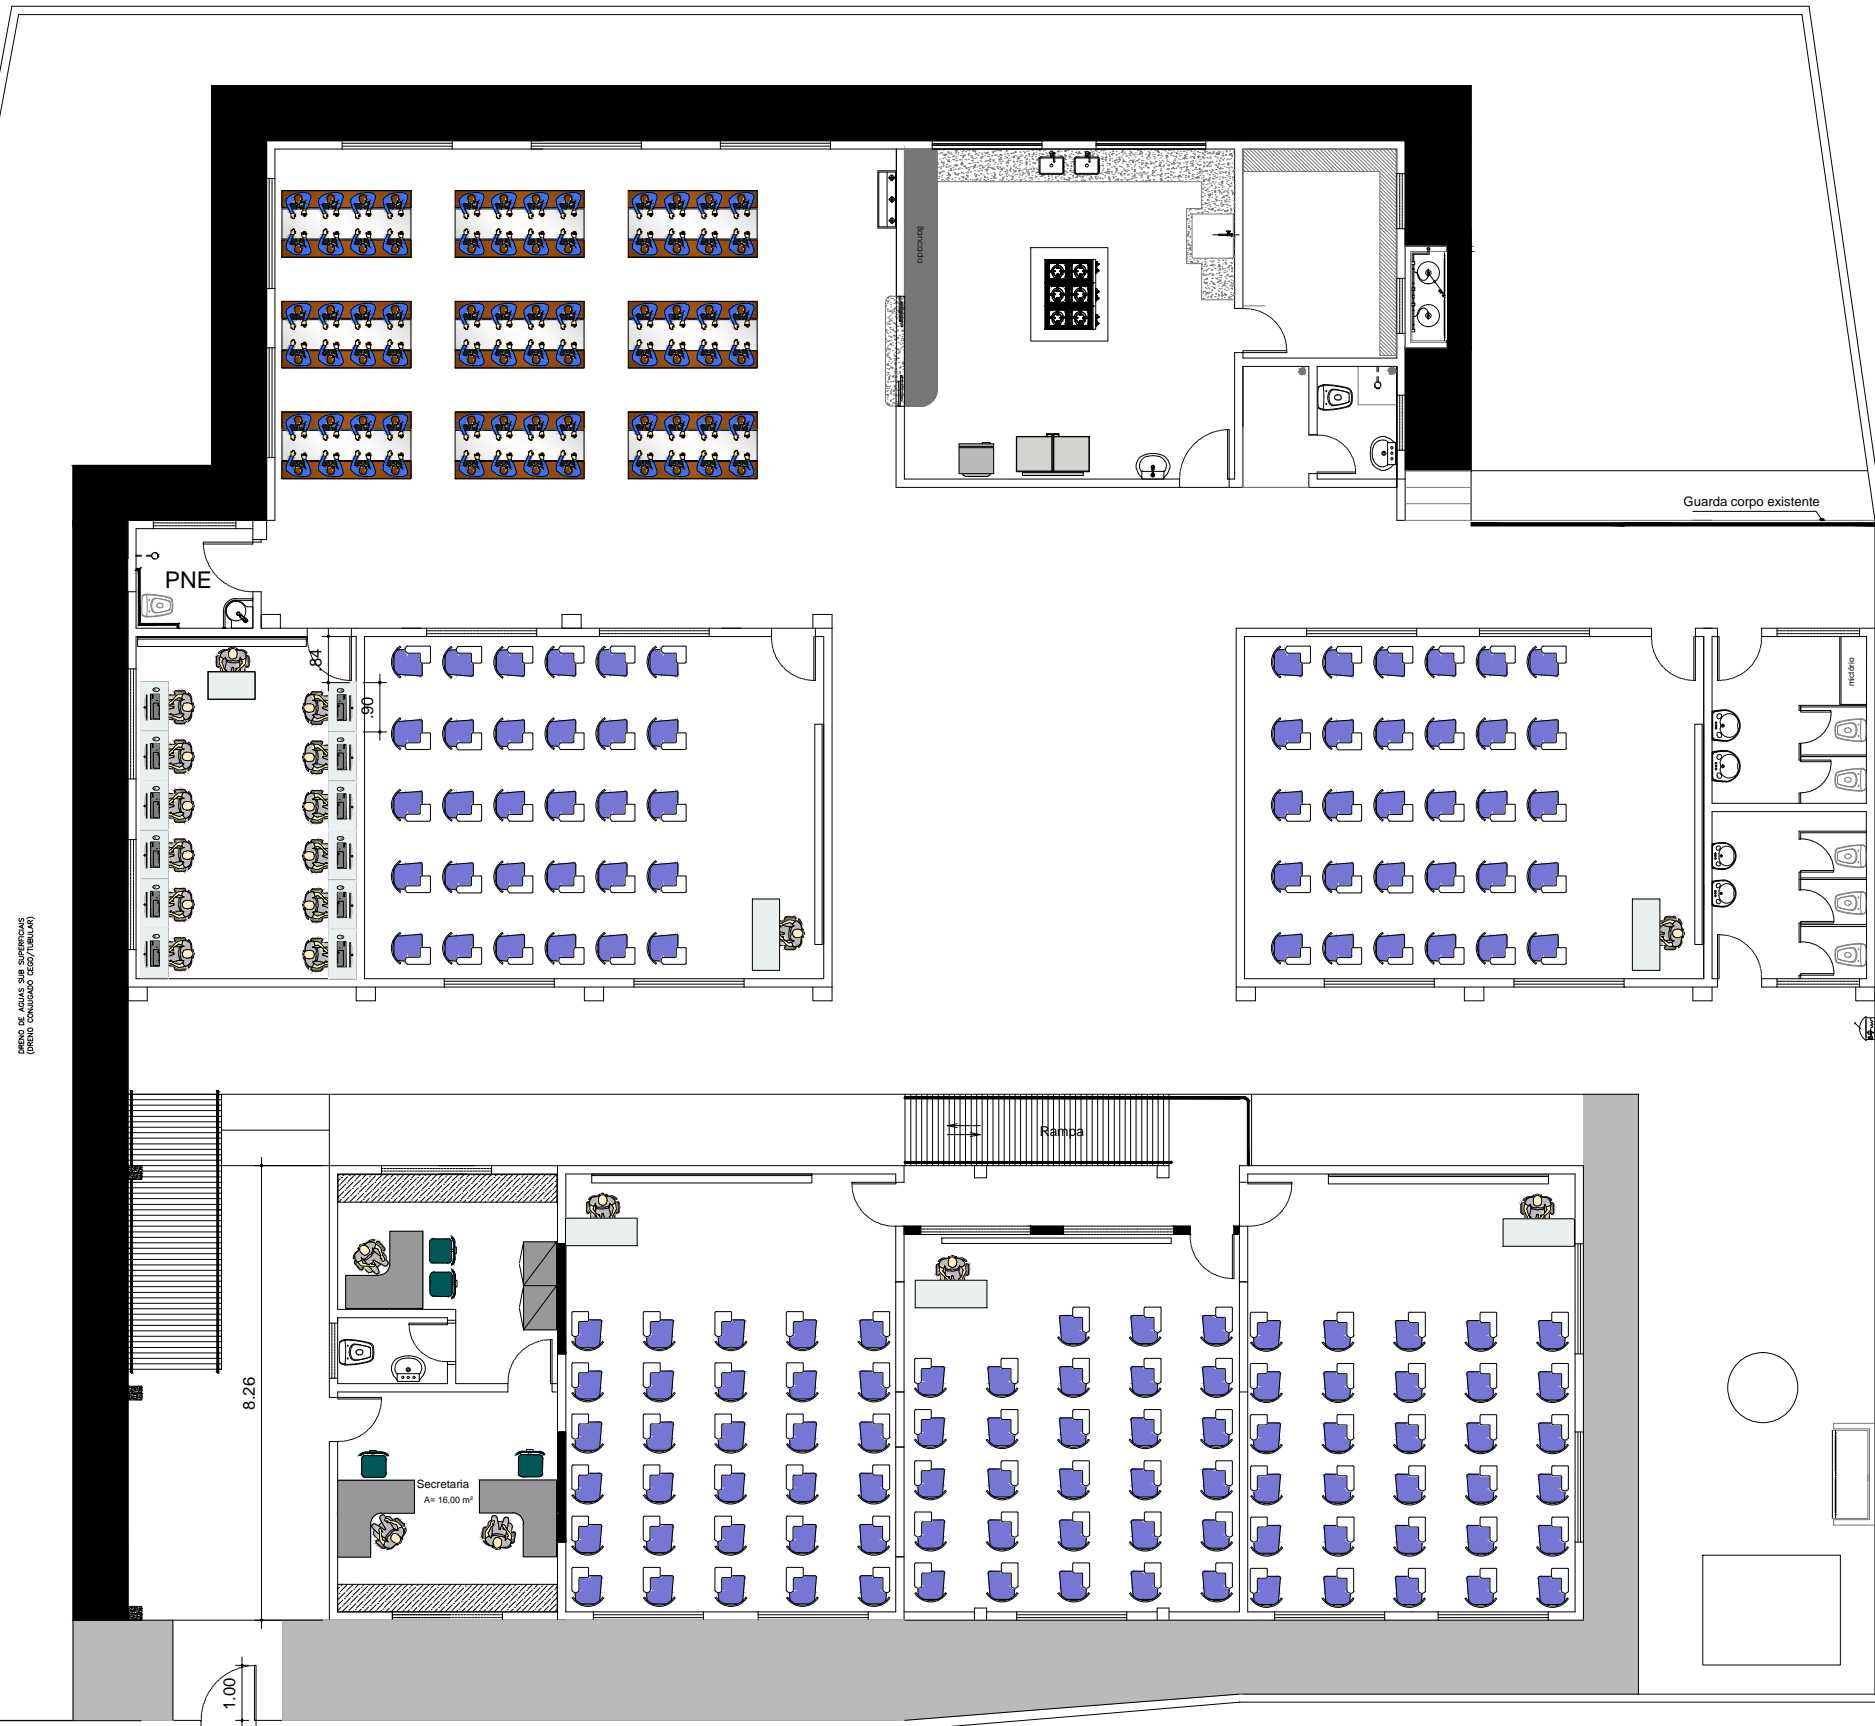 Bancada
Guarda corpo existente
PNE
mictório
.84
.90
DRENO DE AGUAS SUB SUPERFICIAIS
(DRENO CONJUGADO CEGO/TUBULAR)
Rampa
8.26
Secretaria
A= 16,00 m²
1.00